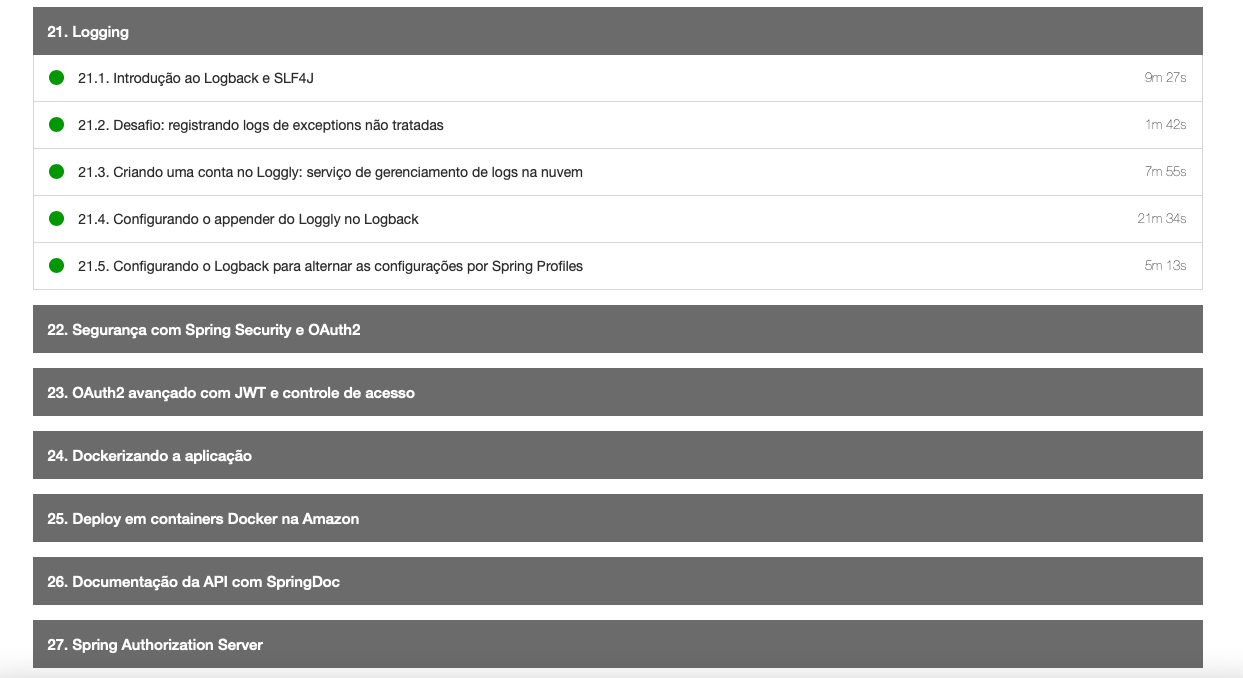 21. Logging
21.1. Introdução ao Logback e SLF4J 9m 27s
21.2. Desafio: registrando logs de exceptions não tratadas 1m 42s
21.3. Criando uma conta no Loggly: serviço de gerenciamento de logs na nuvem 7m 55s
21.4. Configurando o appender do Loggly no Logback 21m 34s
21.5. Configurando o Logback para alternar as configurações por Spring Profiles 5m 13s
22. Segurança com Spring Security e OAuth2
23. OAuth2 avançado com JWT e controle de acesso
24. Dockerizando a aplicação
25. Deploy em containers Docker na Amazon
26. Documentação da API com SpringDoc
27. Spring Authorization Server